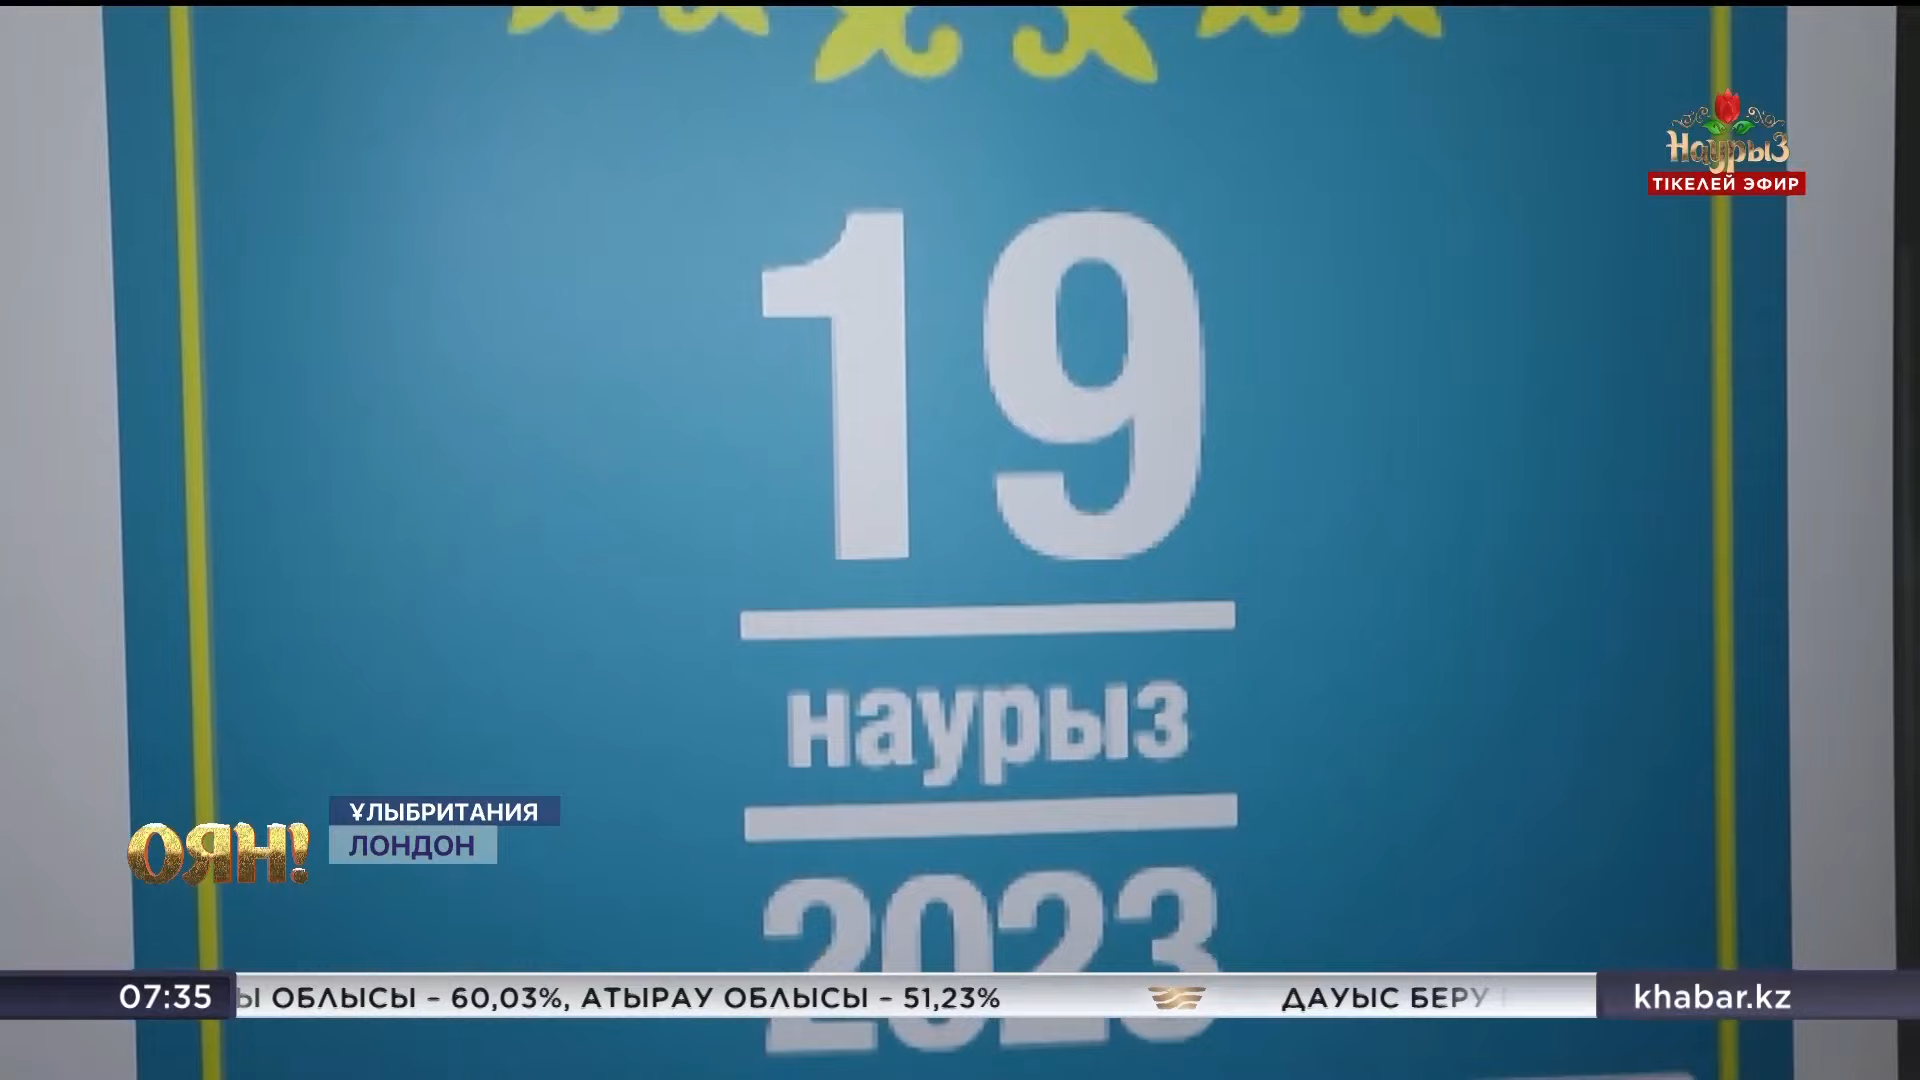 Наурыз
ТІКЕЛЕЙ ЭФИР
19
наурыз
2023
ОЯН!
ҰЛЫБРИТАНИЯ
ЛОНДОН
07:35
Ы ОБЛЫСЫ – 60,03%, АТЫРАУ ОБЛЫСЫ – 51,23%
ДАУЫС БЕРУ
khabar.kz